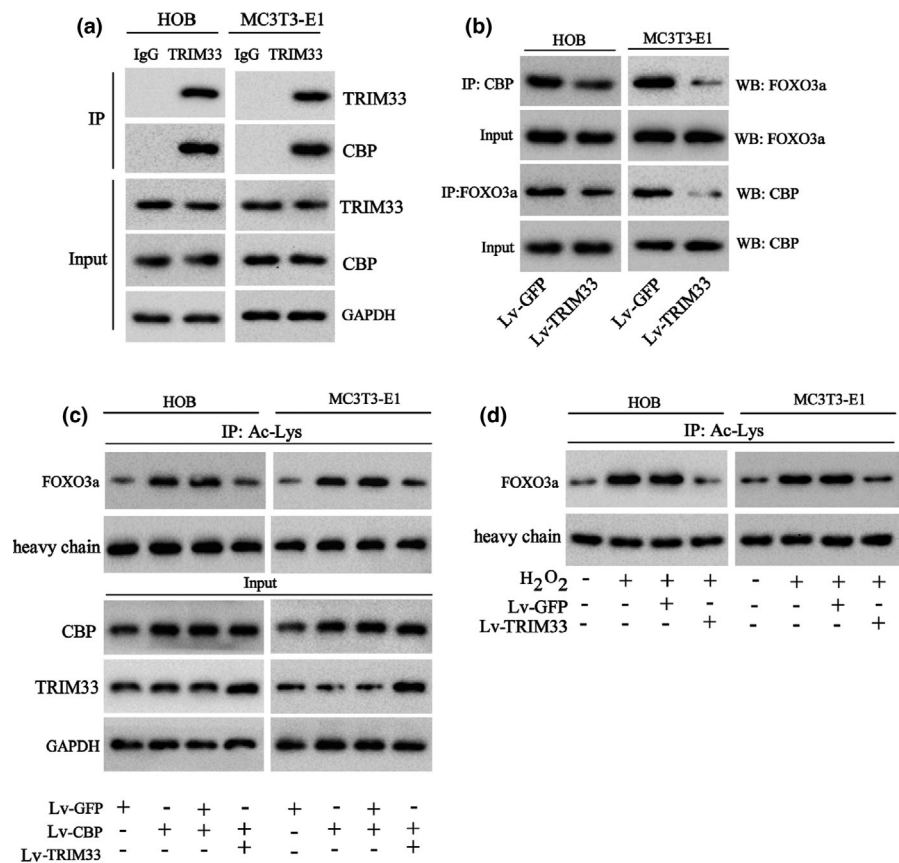 (a)
HOB MC3T3-E1
IgG TRIM33 IgG TRIM33
IP
TRIM33
CBP
Input
TRIM33
CBP
GAPDH
(b)
HOB MC3T3-E1
IP: CBP WB: FOXO3a
Input WB: FOXO3a
IP:FOXO3a WB: CBP
Input WB: CBP
Lv-GFP Lv-TRIM33 Lv-GFP Lv-TRIM33
(c)
HOB MC3T3-E1
IP: Ac-Lys
FOXO3a
heavy chain
Input
CBP
TRIM33
GAPDH
Lv-GFP + - + - + - + -
Lv-CBP - + + + - + + +
Lv-TRIM33 - - - + - - - +
(d)
HOB MC3T3-E1
IP: Ac-Lys
FOXO3a
heavy chain
H2O2 - + + + - + + +
Lv-GFP - - + - - - + -
Lv-TRIM33 - - - + - - - +